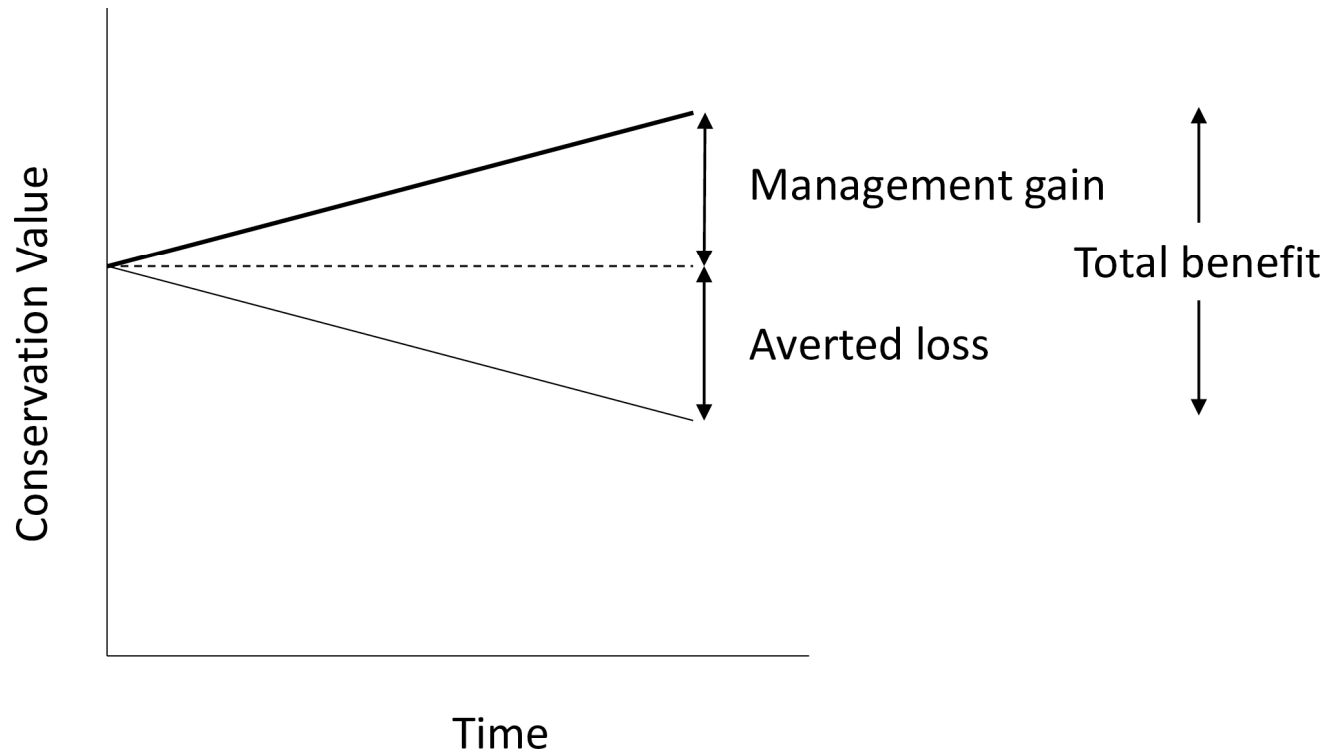 Conservation Value
Management gain
Total benefit
Averted loss
Time